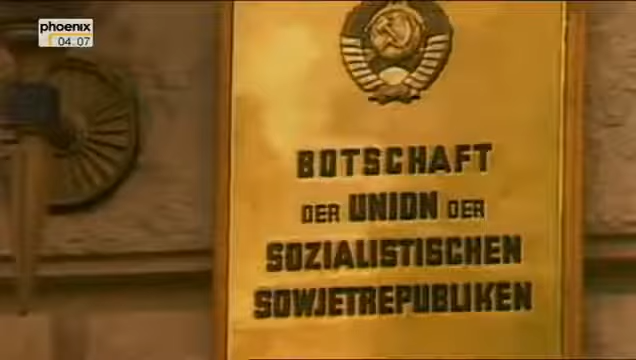 phoenix
04.07
BOTSCHAFT
DER UNION DER
SOZIALISTISCHEN
SOWJETREPUBLIKEN